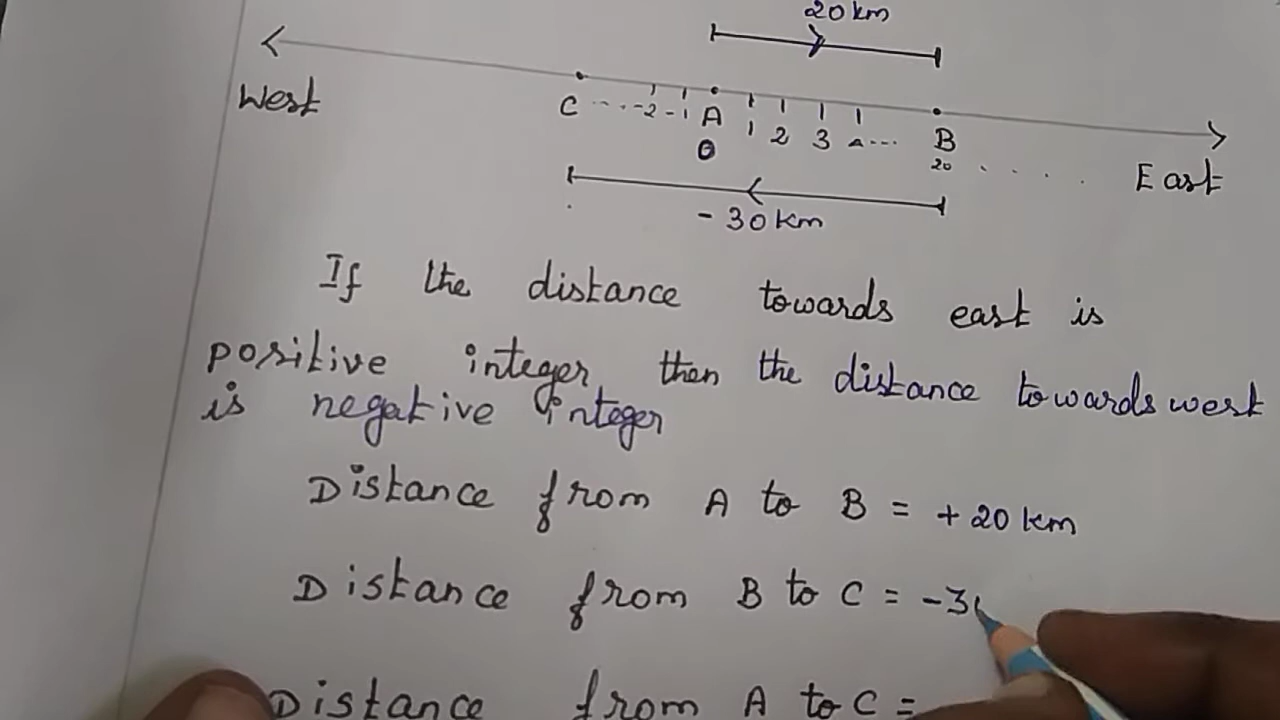 20km
West
C ....-2 -1 A 1 2 3 4... B
0 20 . . . .
East
-30km
If the distance towards east is
positive integer, then the distance towards west
is negative integer
Distance from A to B = +20 km
Distance from B to C = -30
Distance from A to C =